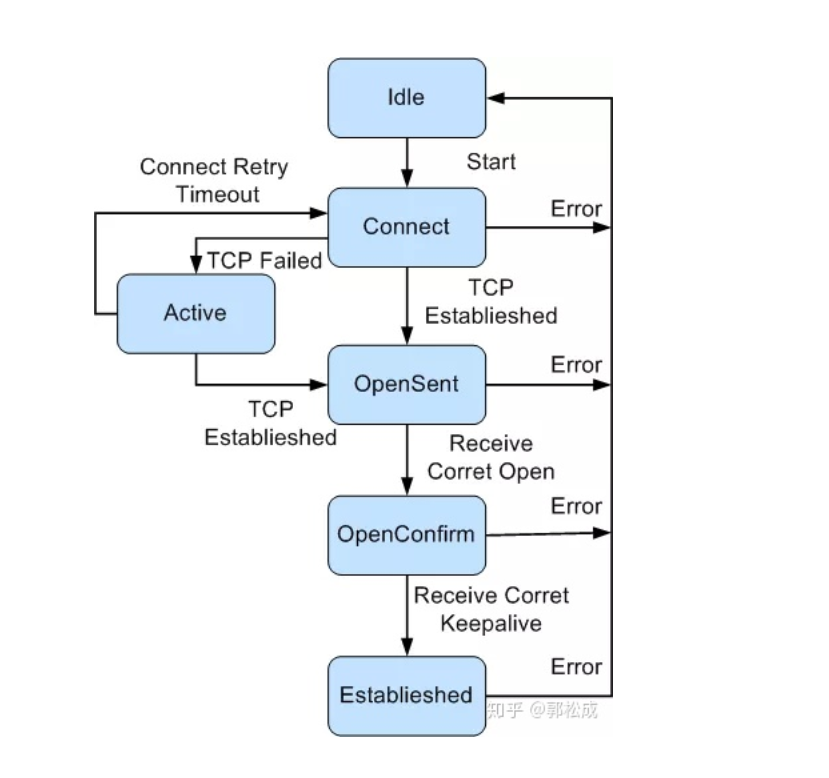 Idle
Start
Connect Retry
Timeout
Connect
Error
TCP Failed
Active
TCP
Establieshed
OpenSent
Error
TCP
Establieshed
Receive
Corret Open
OpenConfirm
Error
Receive Corret
Keepalive
Establieshed
Error
知乎 @郭松成